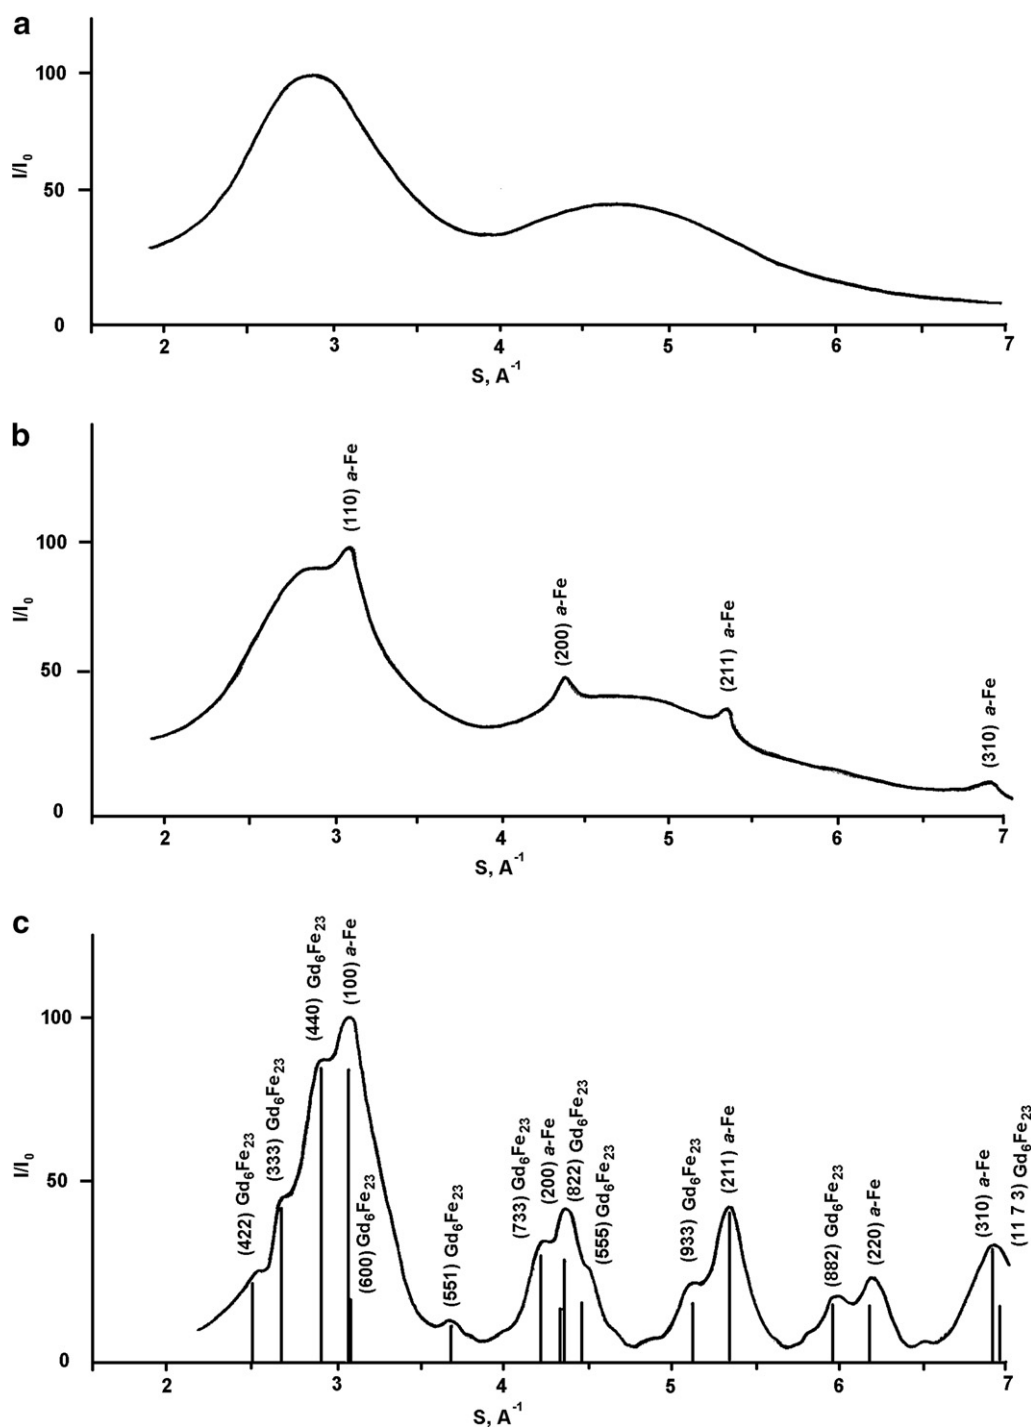 a
100
I/I0
50
0
2 3 4 5 6 7
S, A-1
b
(110) a-Fe
100
I/I0
(200) a-Fe
50
(211) a-Fe
(310) a-Fe
0
2 3 4 5 6 7
S, A-1
c
(422) Gd6Fe23
(333) Gd6Fe23
(440) Gd6Fe23
(100) a-Fe
(600) Gd6Fe23
(551) Gd6Fe23
(733) Gd6Fe23
(200) a-Fe
(822) Gd6Fe23
(555) Gd6Fe23
(933) Gd6Fe23
(211) a-Fe
(882) Gd6Fe23
(220) a-Fe
(310) a-Fe
(11 7 3) Gd6Fe23
100
I/I0
50
0
2 3 4 5 6 7
S, A-1